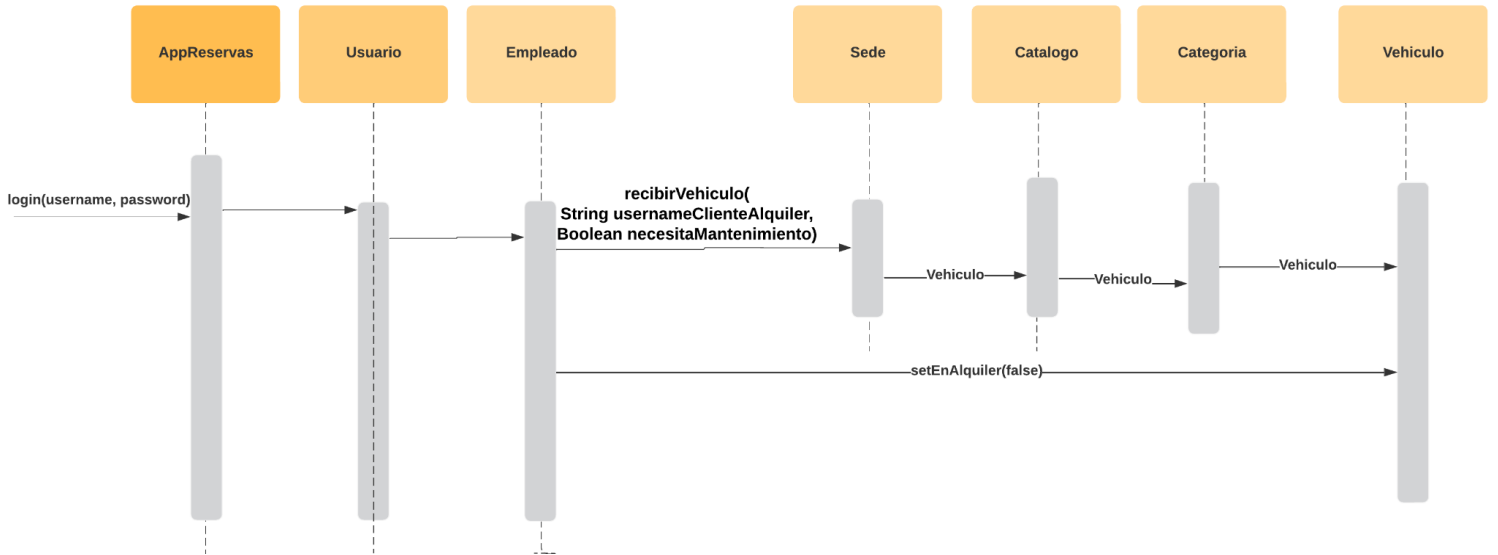 AppReservas
Usuario
Empleado
Sede
Catalogo
Categoria
Vehiculo
login(username, password)
recibirVehiculo(
String usernameClienteAlquiler,
Boolean necesitaMantenimiento)
Vehiculo
Vehiculo
Vehiculo
setEnAlquiler(false)